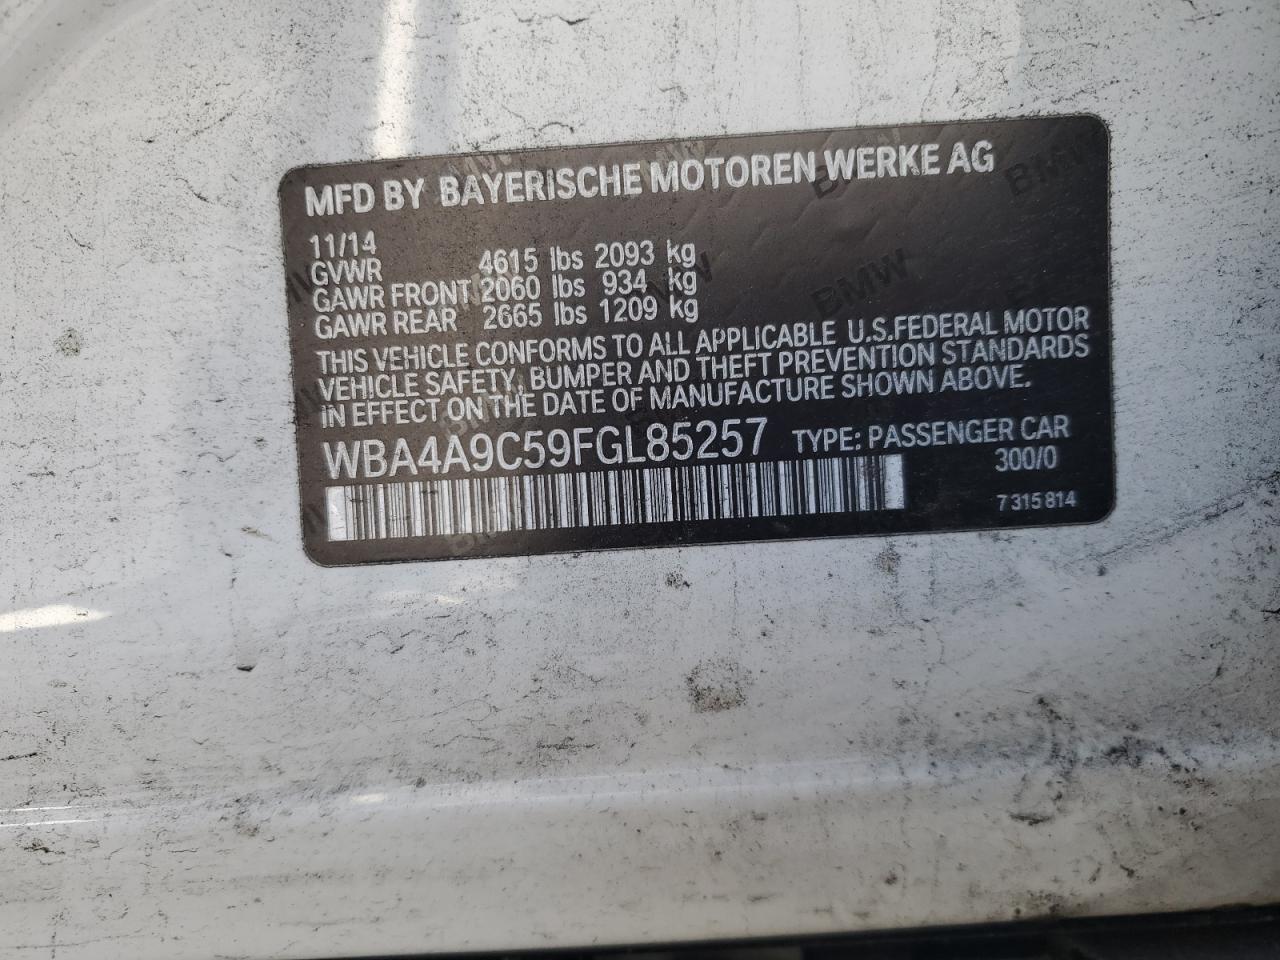 MFD BY BAYERISCHE MOTOREN WERKE AG
11/14
GVWR 4615 lbs 2093 kg
GAWR FRONT 2060 lbs 934 kg
GAWR REAR 2665 lbs 1209 kg
THIS VEHICLE CONFORMS TO ALL APPLICABLE U.S.FEDERAL MOTOR
VEHICLE SAFETY, BUMPER AND THEFT PREVENTION STANDARDS
IN EFFECT ON THE DATE OF MANUFACTURE SHOWN ABOVE.
WBA4A9C59FGL85257 TYPE: PASSENGER CAR
300/0
7 315 814